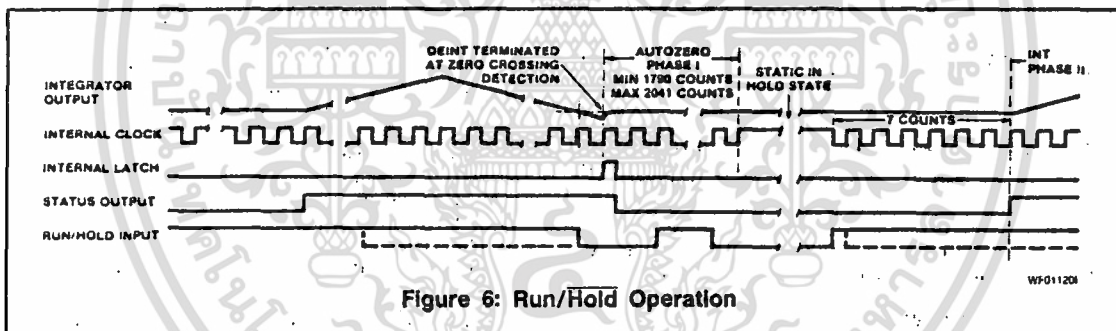 DEINT TERMINATED
AT ZERO CROSSING
DETECTION
AUTOZERO
PHASE I
MIN 1790 COUNTS
MAX 2041 COUNTS
STATIC IN
HOLD STATE
INT
PHASE II
INTEGRATOR
OUTPUT
INTERNAL CLOCK
7 COUNTS
INTERNAL LATCH
STATUS OUTPUT
RUN/HOLD INPUT
WF01120I
Figure 6: Run/Hold Operation